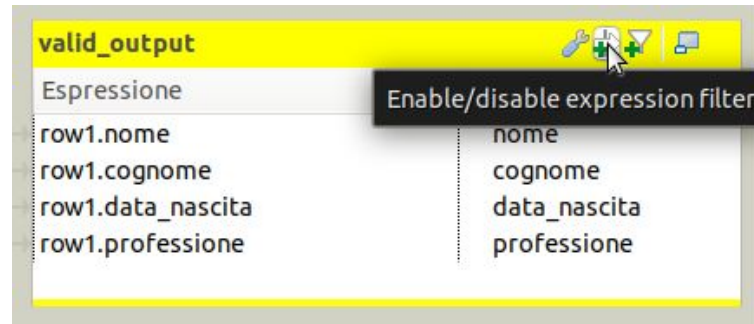 valid_output
Espressione
Enable/disable expression filter
row1.nome nome
row1.cognome cognome
row1.data_nascita data_nascita
row1.professione professione